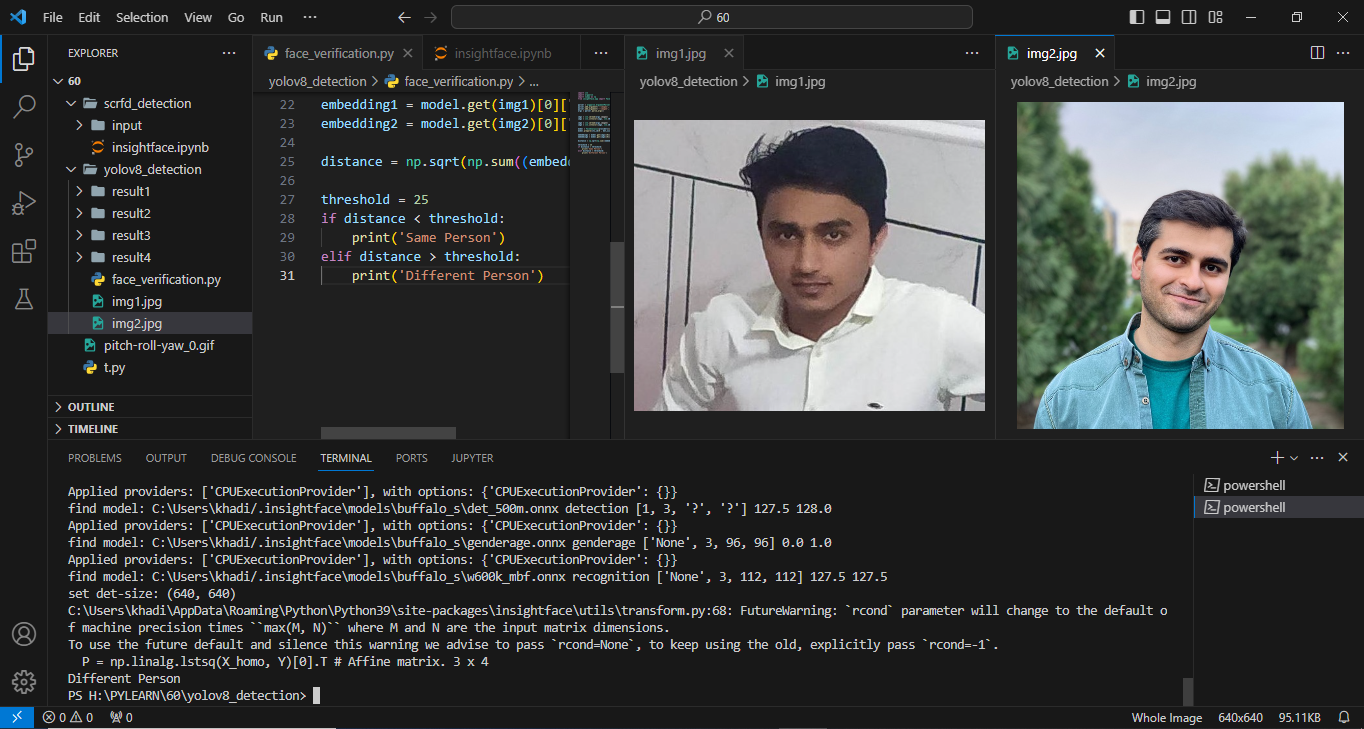 File Edit Selection View Go Run ··· 60
EXPLORER ···
60
scrfd_detection
input
insightface.ipynb
yolov8_detection
result1
result2
result3
result4
face_verification.py
img1.jpg
img2.jpg
pitch-roll-yaw_0.gif
t.py
OUTLINE
TIMELINE
face_verification.py insightface.ipynb ···
yolov8_detection > face_verification.py > ...
22 embedding1 = model.get(img1)[0]['
23 embedding2 = model.get(img2)[0]['
24
25 distance = np.sqrt(np.sum((embedd
26
27 threshold = 25
28 if distance < threshold:
29 print('Same Person')
30 elif distance > threshold:
31 print('Different Person')
img1.jpg ···
yolov8_detection > img1.jpg
img2.jpg ···
yolov8_detection > img2.jpg
PROBLEMS OUTPUT DEBUG CONSOLE TERMINAL PORTS JUPYTER
Applied providers: ['CPUExecutionProvider'], with options: {'CPUExecutionProvider': {}}
find model: C:\Users\khadi/.insightface\models\buffalo_s\det_500m.onnx detection [1, 3, '?', '?'] 127.5 128.0
Applied providers: ['CPUExecutionProvider'], with options: {'CPUExecutionProvider': {}}
find model: C:\Users\khadi/.insightface\models\buffalo_s\genderage.onnx genderage ['None', 3, 96, 96] 0.0 1.0
Applied providers: ['CPUExecutionProvider'], with options: {'CPUExecutionProvider': {}}
find model: C:\Users\khadi/.insightface\models\buffalo_s\w600k_mbf.onnx recognition ['None', 3, 112, 112] 127.5 127.5
set det-size: (640, 640)
C:\Users\khadi\AppData\Roaming\Python\Python39\site-packages\insightface\utils\transform.py:68: FutureWarning: `rcond` parameter will change to the default o
f machine precision times ``max(M, N)`` where M and N are the input matrix dimensions.
To use the future default and silence this warning we advise to pass `rcond=None`, to keep using the old, explicitly pass `rcond=-1`.
P = np.linalg.lstsq(X_homo, Y)[0].T # Affine matrix. 3 x 4
Different Person
PS H:\PYLEARN\60\yolov8_detection>
powershell
powershell
0 0 0 Whole Image 640x640 95.11KB